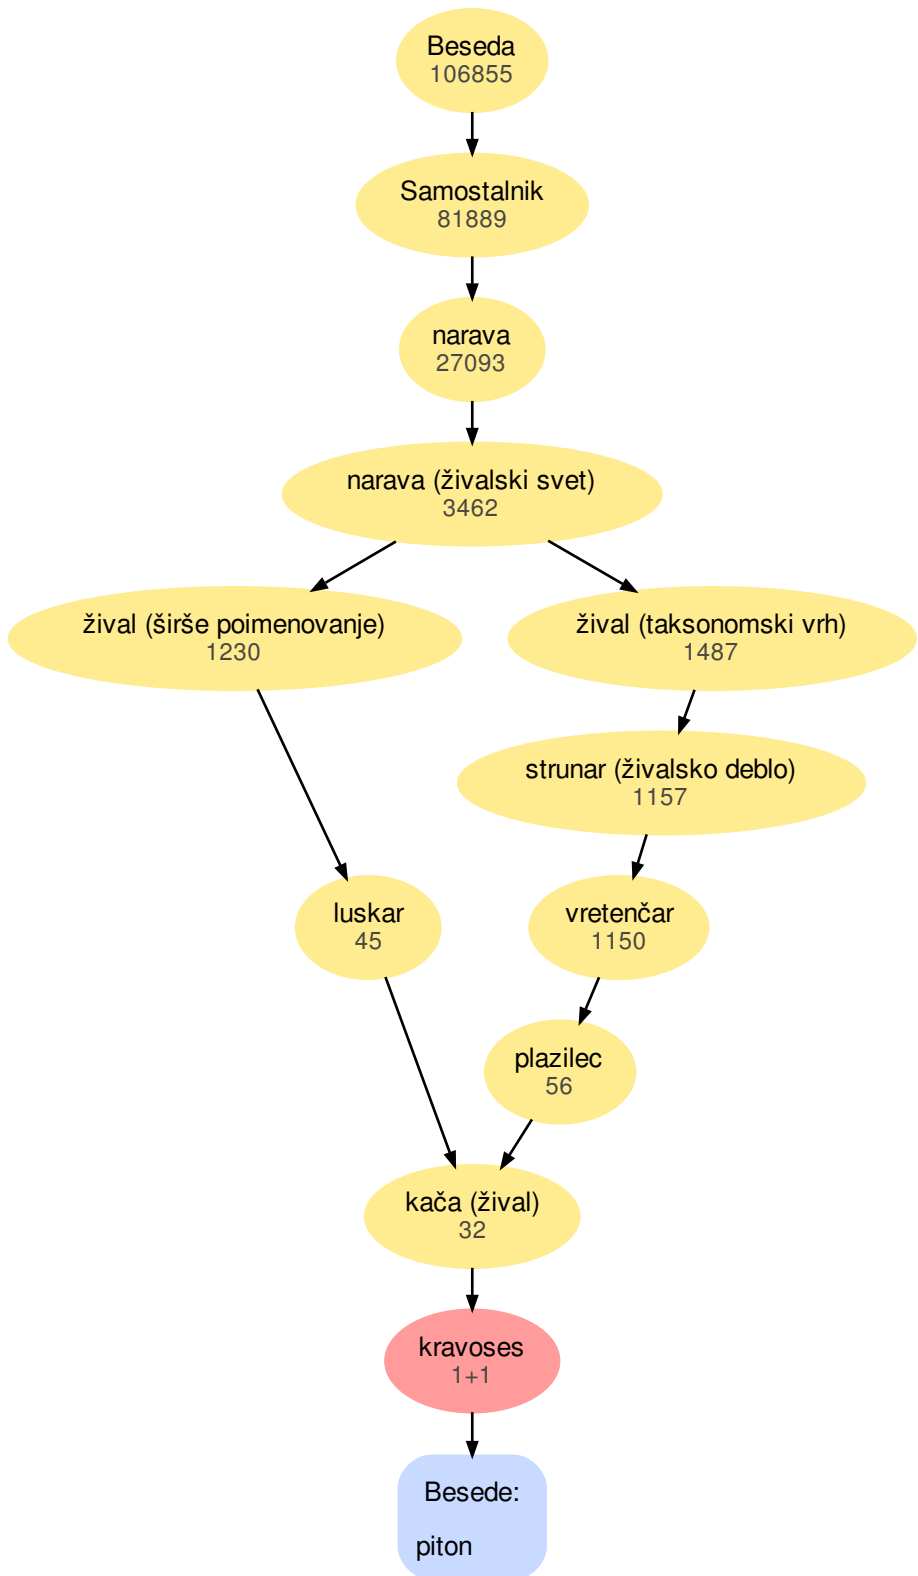 Beseda
106855
Samostalnik
81889
narava
27093
narava (živalski svet)
3462
žival (širše poimenovanje)
1230
žival (taksonomski vrh)
1487
strunar (živalsko deblo)
1157
luskar
45
vretenčar
1150
plazilec
56
kača (žival)
32
kravoses
1+1
Besede:
piton